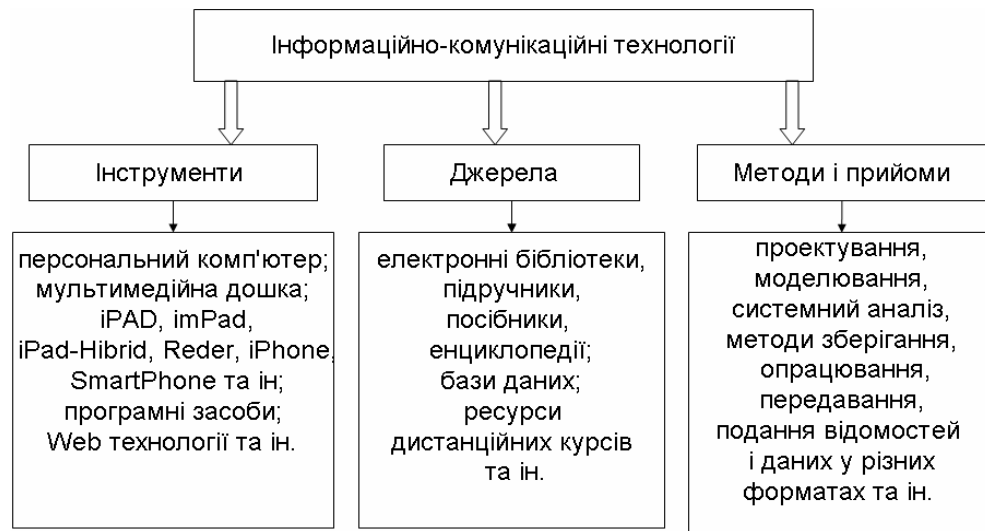 Інформаційно-комунікаційні технології
Інструменти
персональний комп'ютер;
мультимедійна дошка;
iPAD, imPad,
iPad-Hibrid, Reder, iPhone,
SmartPhone та ін;
програмні засоби;
Web технології та ін.
Джерела
електронні бібліотеки,
підручники,
посібники,
енциклопедії;
бази даних;
ресурси
дистанційних курсів
та ін.
Методи і прийоми
проектування,
моделювання,
системний аналіз,
методи зберігання,
опрацювання,
передавання,
подання відомостей
і даних у різних
форматах та ін.